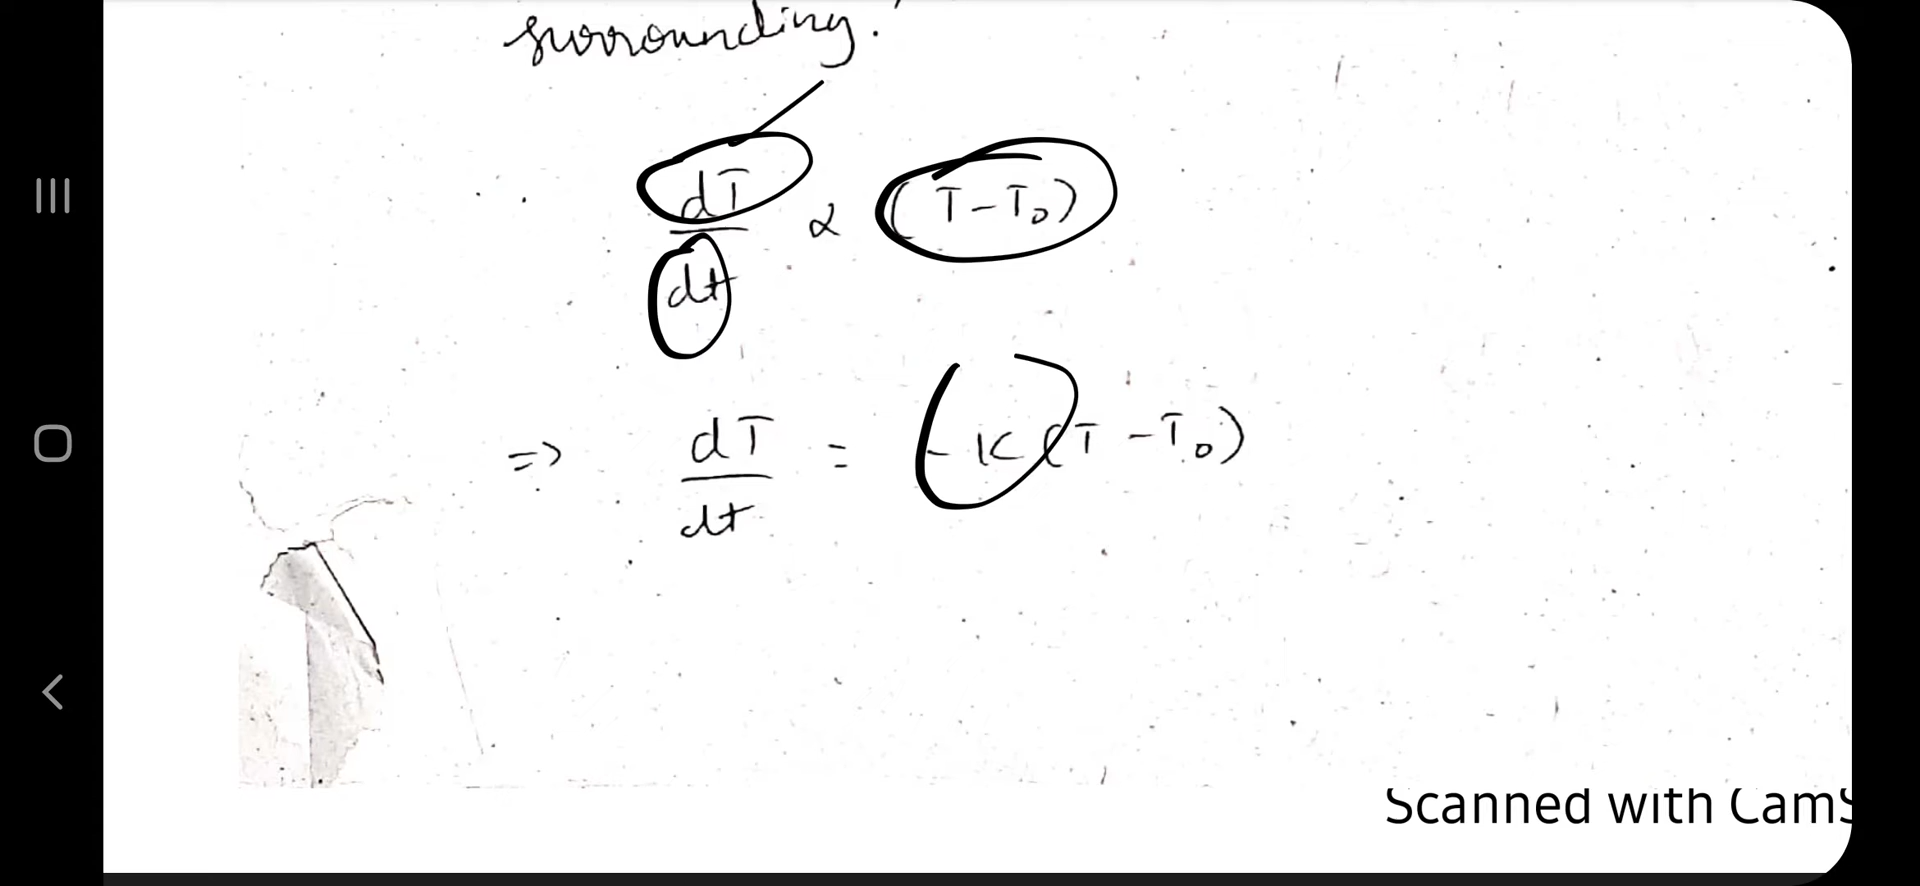 surrounding.
dT
dt
∝ (T-T₀)
=> dT
dt
= -K(T-T₀)
Scanned with CamS